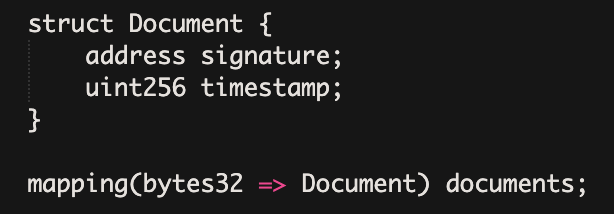 struct Document {
    address signature;
    uint256 timestamp;
}
mapping(bytes32 => Document) documents;